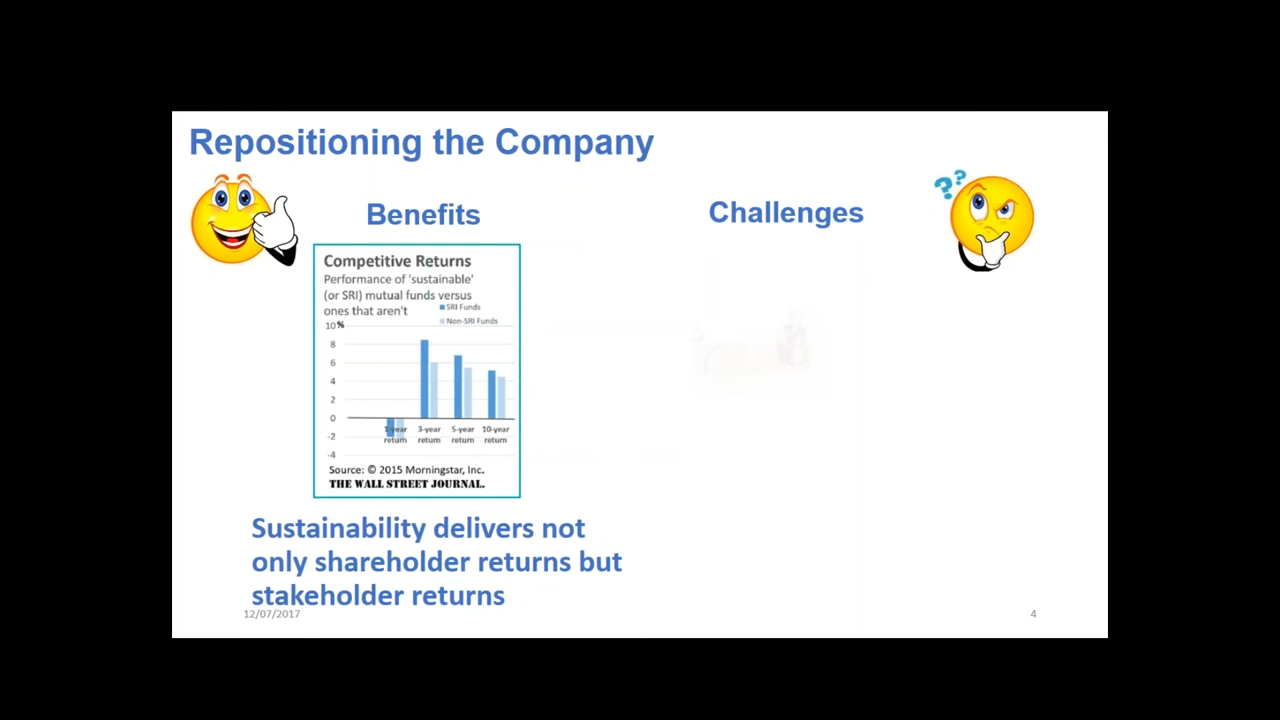 Repositioning the Company
Benefits
Challenges
Competitive Returns
Performance of 'sustainable'
(or SRI) mutual funds versus
ones that aren't
SRI Funds
Non-SRI Funds
10%
8
6
4
2
0
-2
-4
1-year
return
3-year
return
5-year
return
10-year
return
Source: © 2015 Morningstar, Inc.
THE WALL STREET JOURNAL.
Sustainability delivers not
only shareholder returns but
stakeholder returns
12/07/2017
4
??